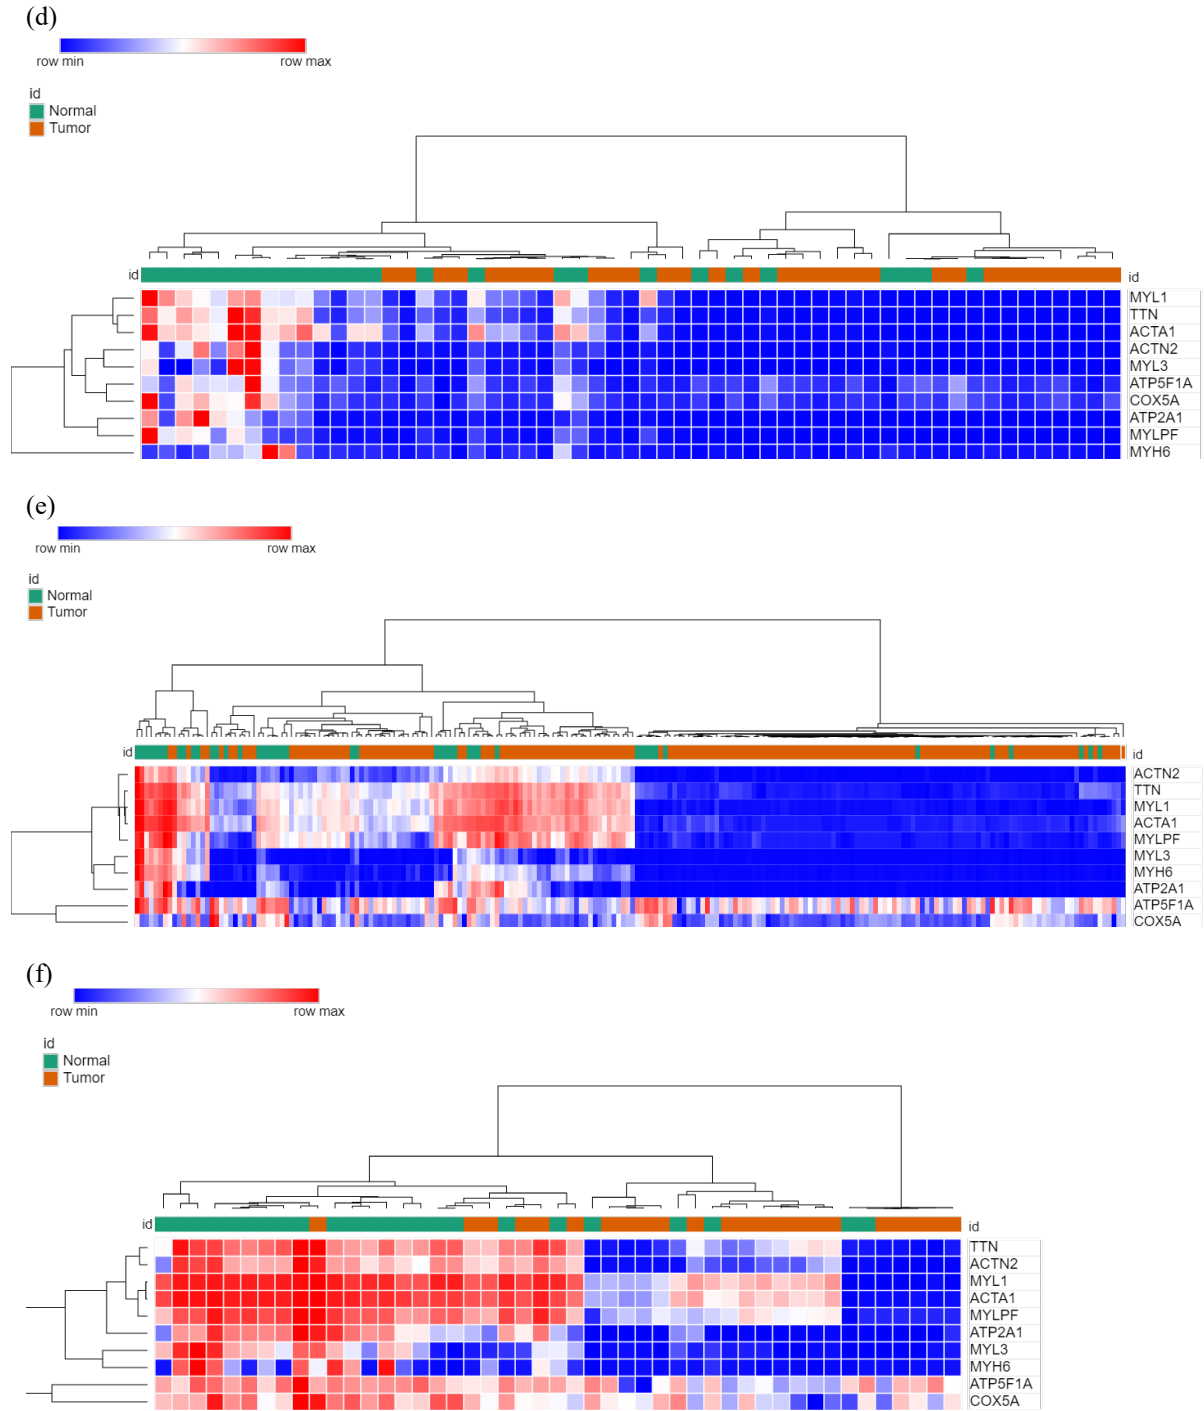 (d)
row min row max
id
Normal
Tumor
id id
MYL1
TTN
ACTA1
ACTN2
MYL3
ATP5F1A
COX5A
ATP2A1
MYLPF
MYH6
(e)
row min row max
id
Normal
Tumor
id id
ACTN2
TTN
MYL1
ACTA1
MYLPF
MYL3
MYH6
ATP2A1
ATP5F1A
COX5A
(f)
row min row max
id
Normal
Tumor
id id
TTN
ACTN2
MYL1
ACTA1
MYLPF
ATP2A1
MYL3
MYH6
ATP5F1A
COX5A